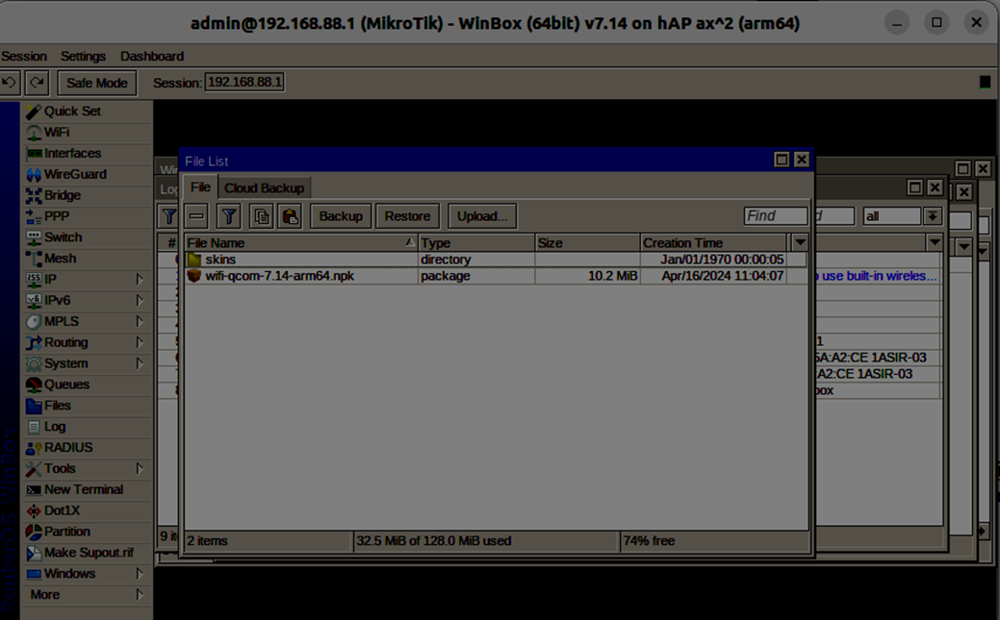 admin@192.168.88.1 (MikroTik) - WinBox (64bit) v7.14 on hAP ax^2 (arm64)
Session Settings Dashboard
Safe Mode Session: 192.168.88.1
Quick Set
WiFi
Interfaces
WireGuard
Bridge
PPP
Switch
Mesh
IP
IPv6
MPLS
Routing
System
Queues
Files
Log
RADIUS
Tools
New Terminal
Dot1X
Partition
Make Supout.rif
Windows
More
RouterOS WinBox
File List
File Cloud Backup
Backup Restore Upload... Find
all
#
File Name Type Size Creation Time
skins directory Jan/01/1970 00:00:05
wifi-qcom-7.14-arm64.npk package 10.2 MiB Apr/16/2024 11:04:07
use built-in wireles...
1
5A:A2:CE 1ASIR-03
A2:CE 1ASIR-03
2 items 32.5 MiB of 128.0 MiB used 74% free